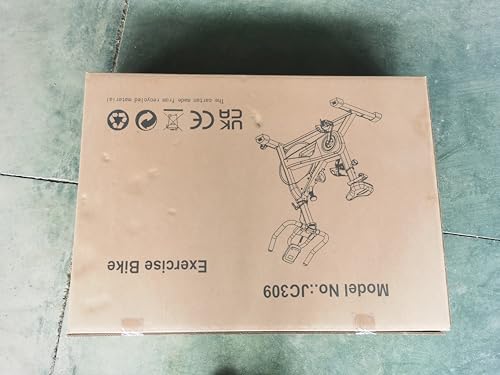 Model No.:JC309
Exercise Bike
UK
CA
CE
The carton made from recycled material